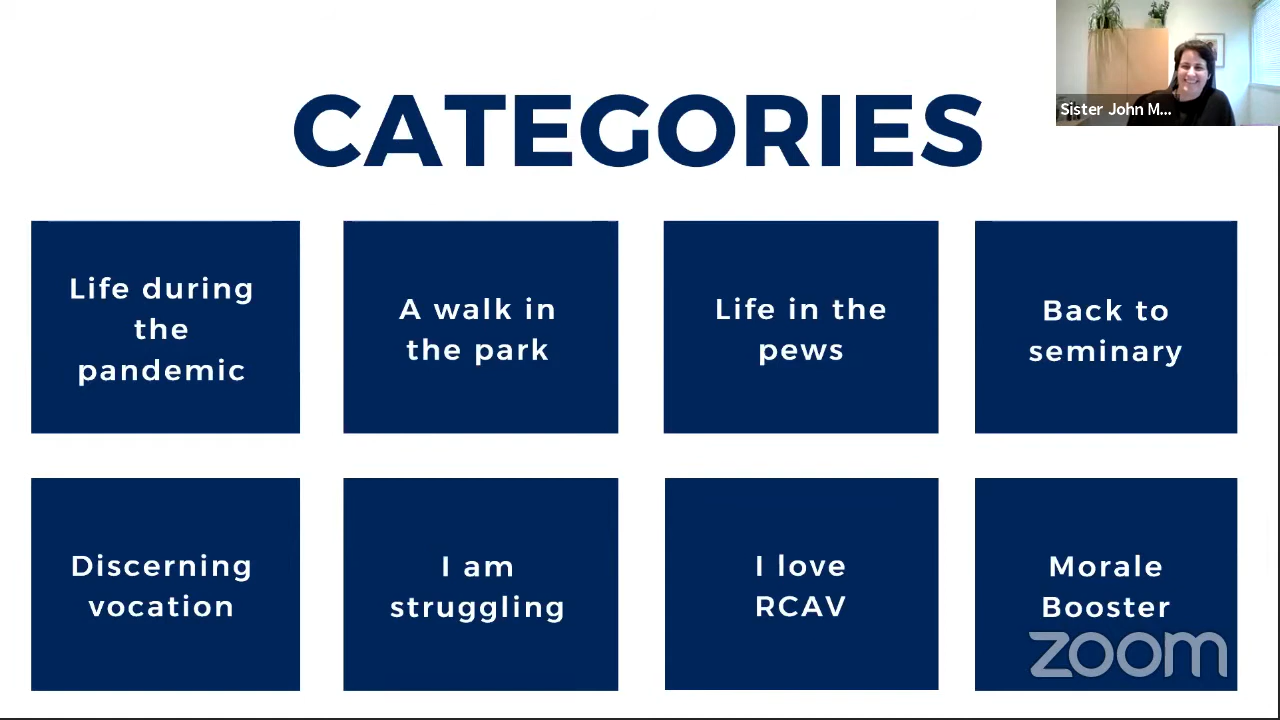 CATEGORIES
Sister John M...
Life during
the
pandemic
A walk in
the park
Life in the
pews
Back to
seminary
Discerning
vocation
I am
struggling
I love
RCAV
Morale
Booster
zoom